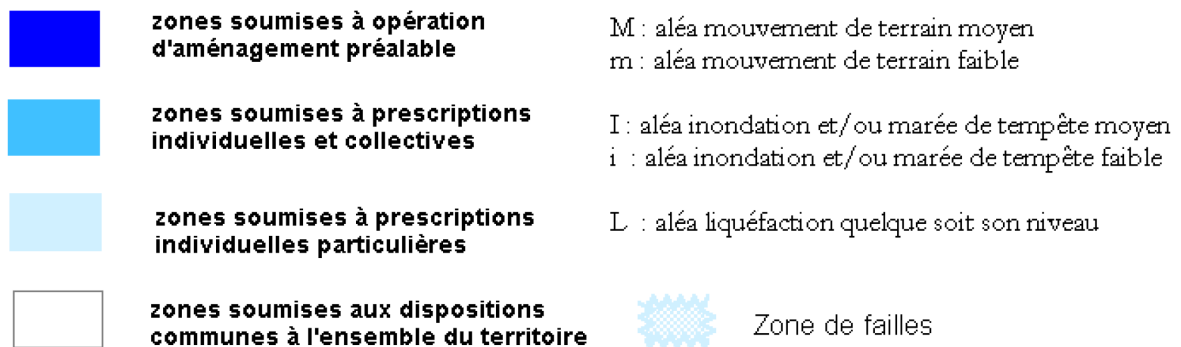 zones soumises à opération
d'aménagement préalable
zones soumises à prescriptions
individuelles et collectives
zones soumises à prescriptions
individuelles particulières
zones soumises aux dispositions
communes à l'ensemble du territoire
M : aléa mouvement de terrain moyen
m : aléa mouvement de terrain faible
I : aléa inondation et/ou marée de tempête moyen
i : aléa inondation et/ou marée de tempête faible
L : aléa liquéfaction quelque soit son niveau
Zone de failles